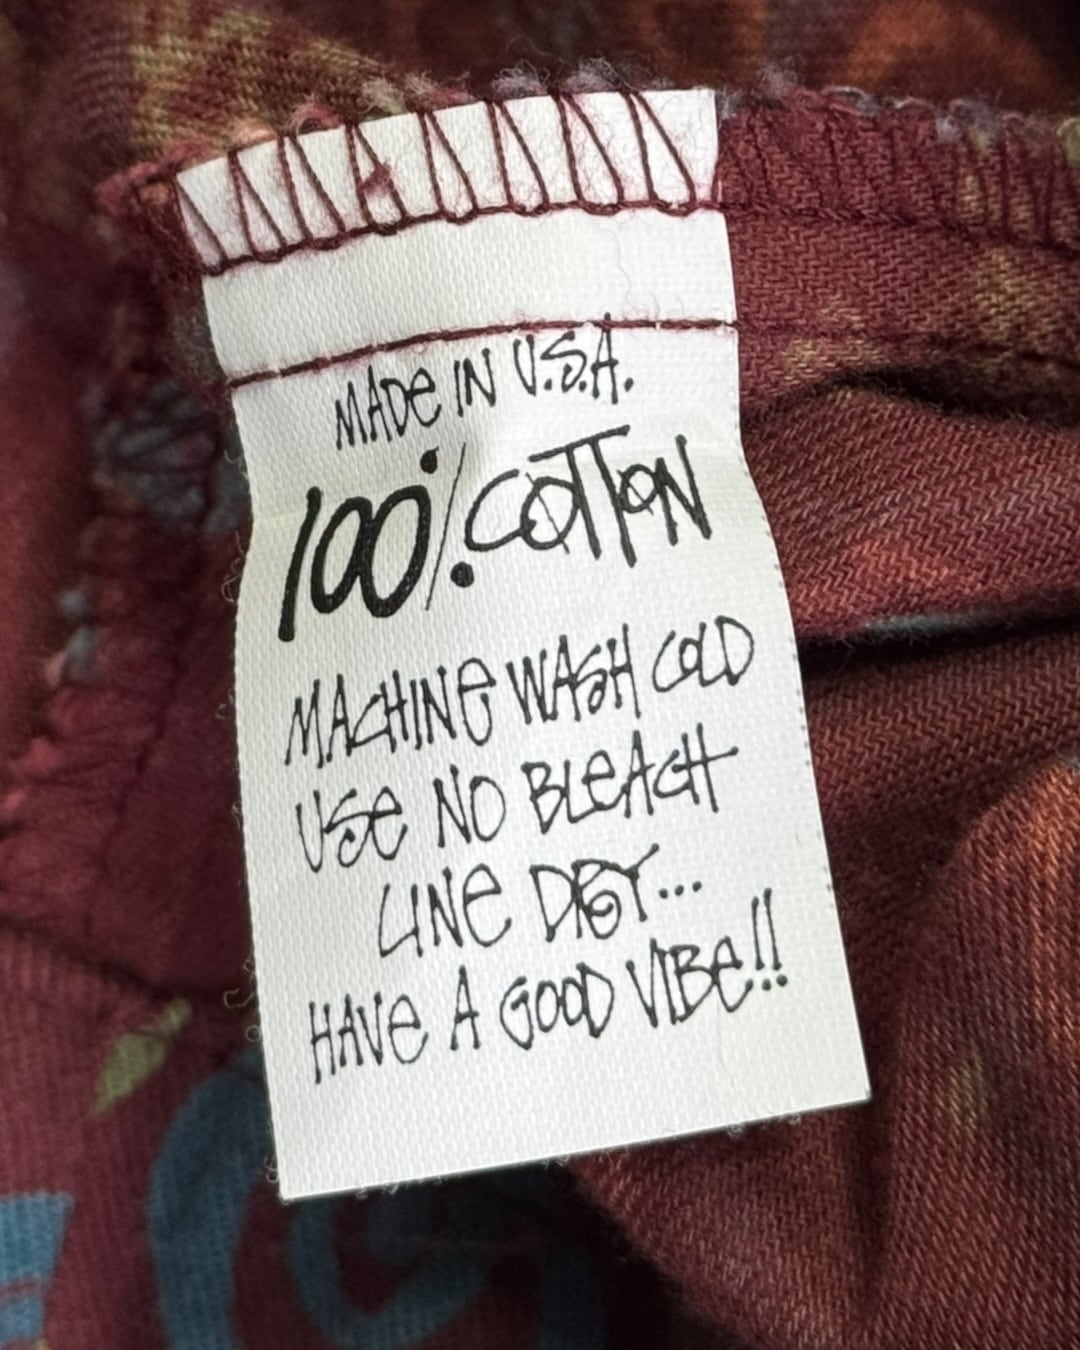 MADE IN U.S.A.
100% COTTON
MACHINE WASH COLD
USE NO BLEACH
LINE DRY...
HAVE A GOOD VIBE!!